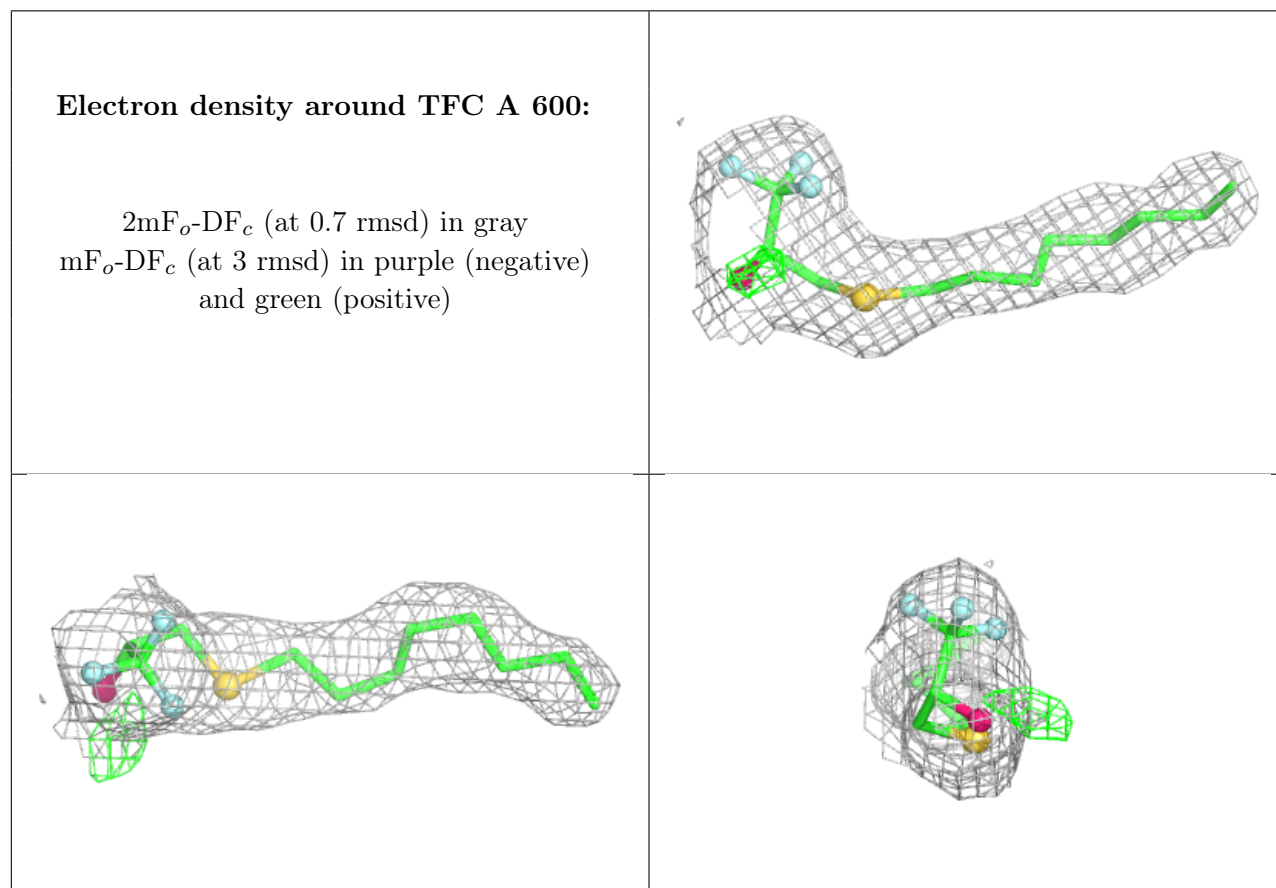 Electron density around TFC A 600:
2mFo-DFc (at 0.7 rmsd) in gray
mFo-DFc (at 3 rmsd) in purple (negative)
and green (positive)